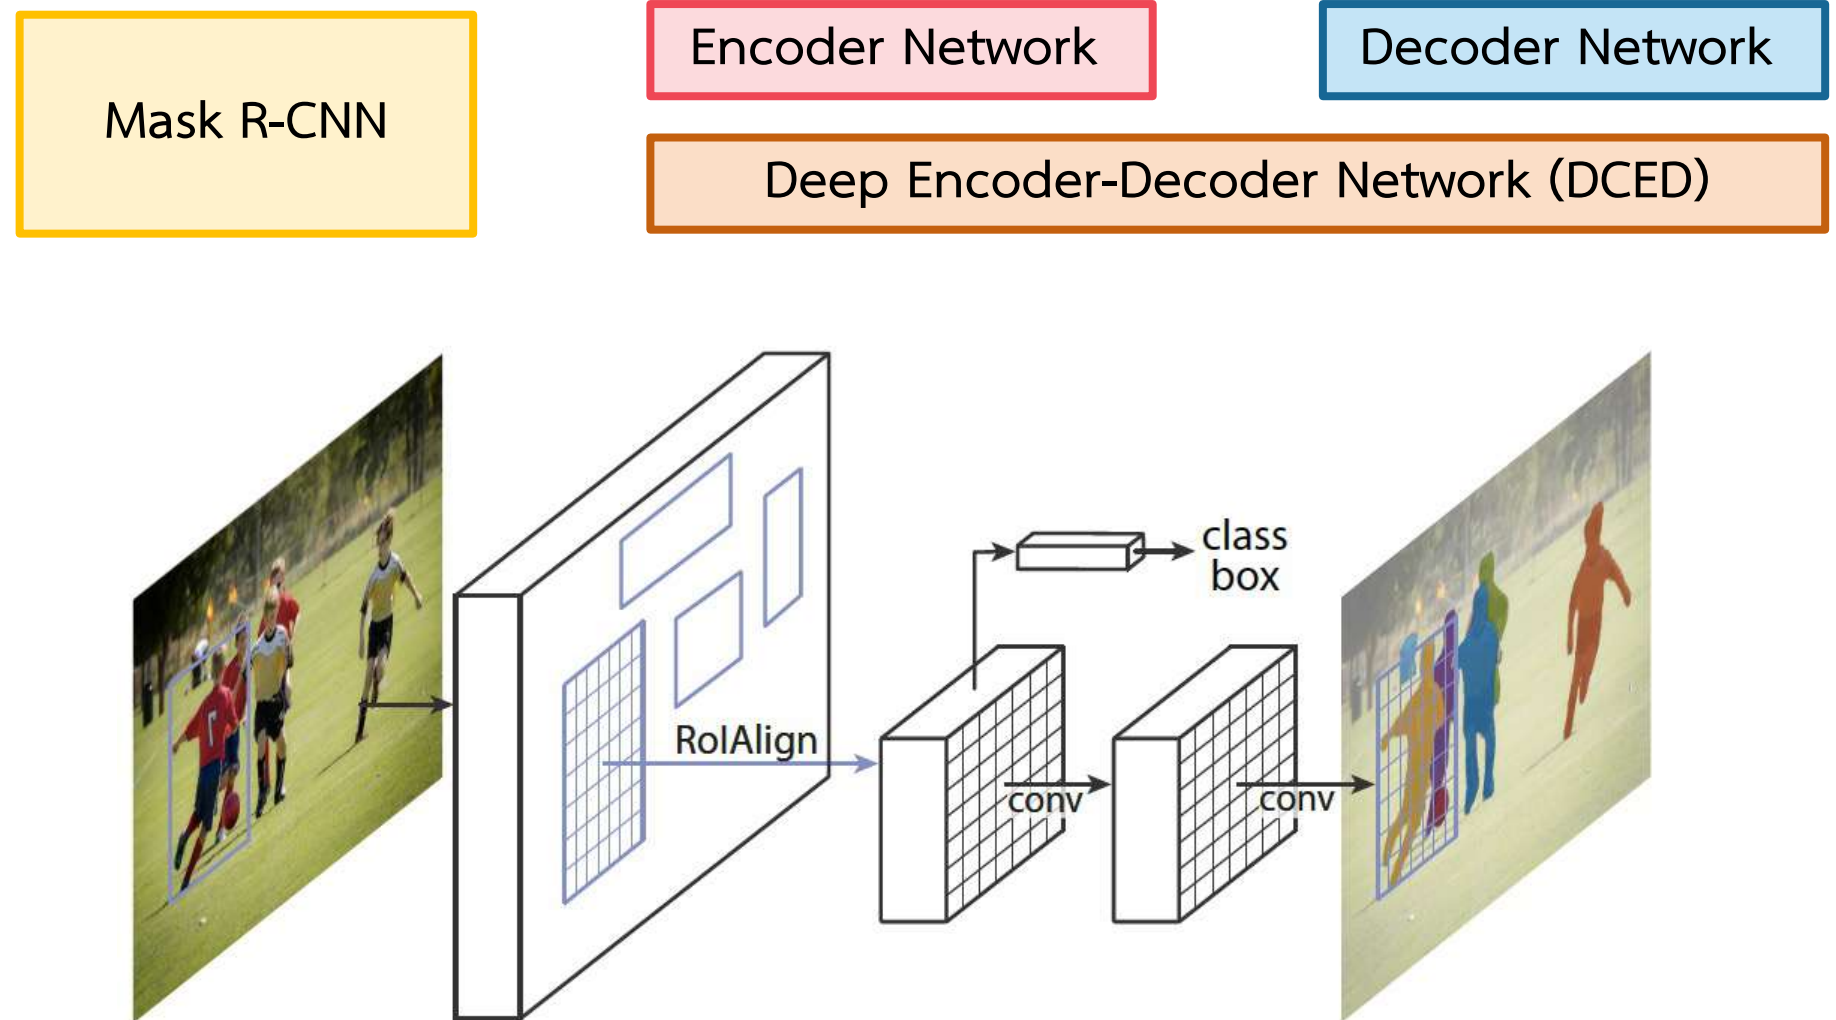 Mask R-CNN
Encoder Network
Decoder Network
Deep Encoder-Decoder Network (DCED)
class
box
RoIAlign
conv
conv